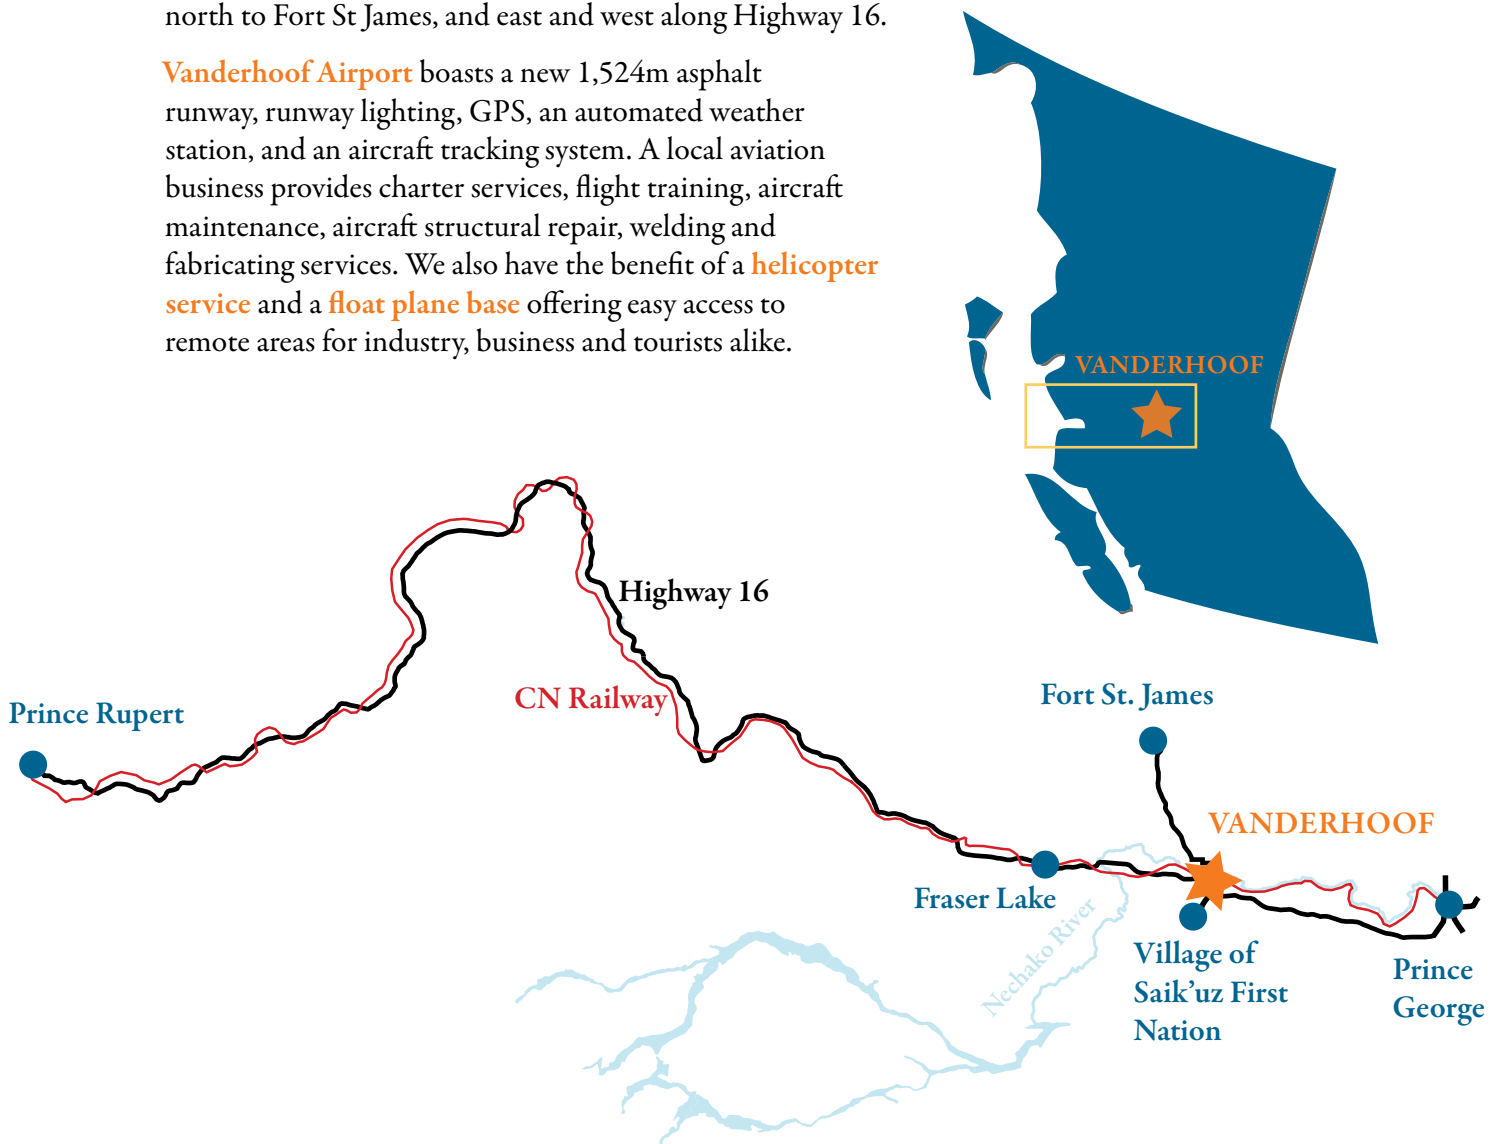 north to Fort St James, and east and west along Highway 16.
Vanderhoof Airport boasts a new 1,524m asphalt
runway, runway lighting, GPS, an automated weather
station, and an aircraft tracking system. A local aviation
business provides charter services, flight training, aircraft
maintenance, aircraft structural repair, welding and
fabricating services. We also have the benefit of a helicopter
service and a float plane base offering easy access to
remote areas for industry, business and tourists alike.
VANDERHOOF
Highway 16
CN Railway
Prince Rupert
Fort St. James
VANDERHOOF
Fraser Lake
Nechako River
Village of
Saik’uz First
Nation
Prince
George